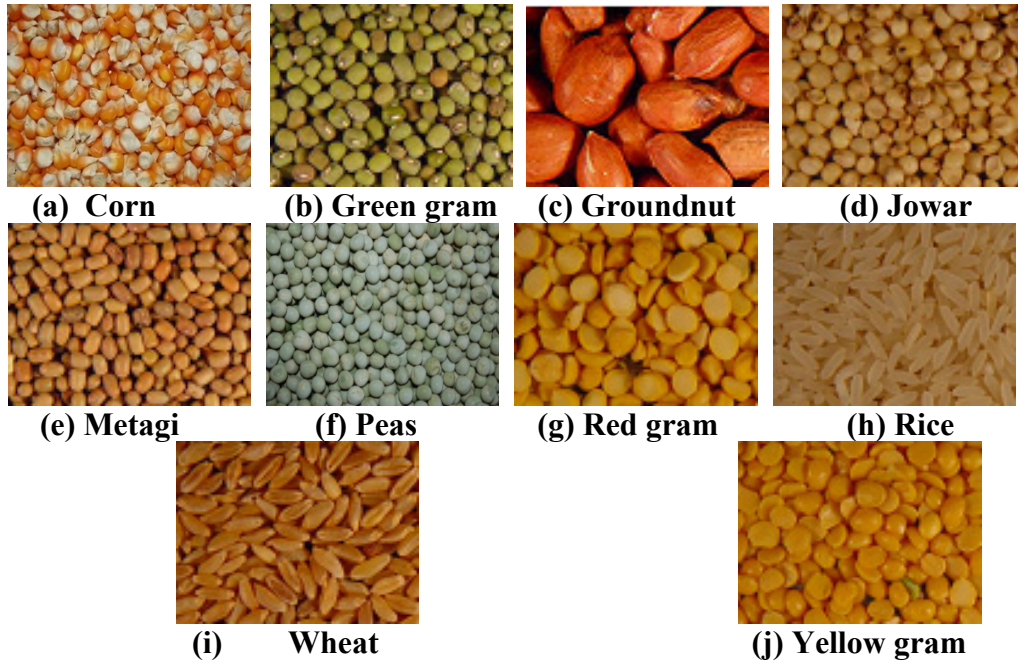 (a) Corn
(b) Green gram
(c) Groundnut
(d) Jowar
(e) Metagi
(f) Peas
(g) Red gram
(h) Rice
(i) Wheat
(j) Yellow gram